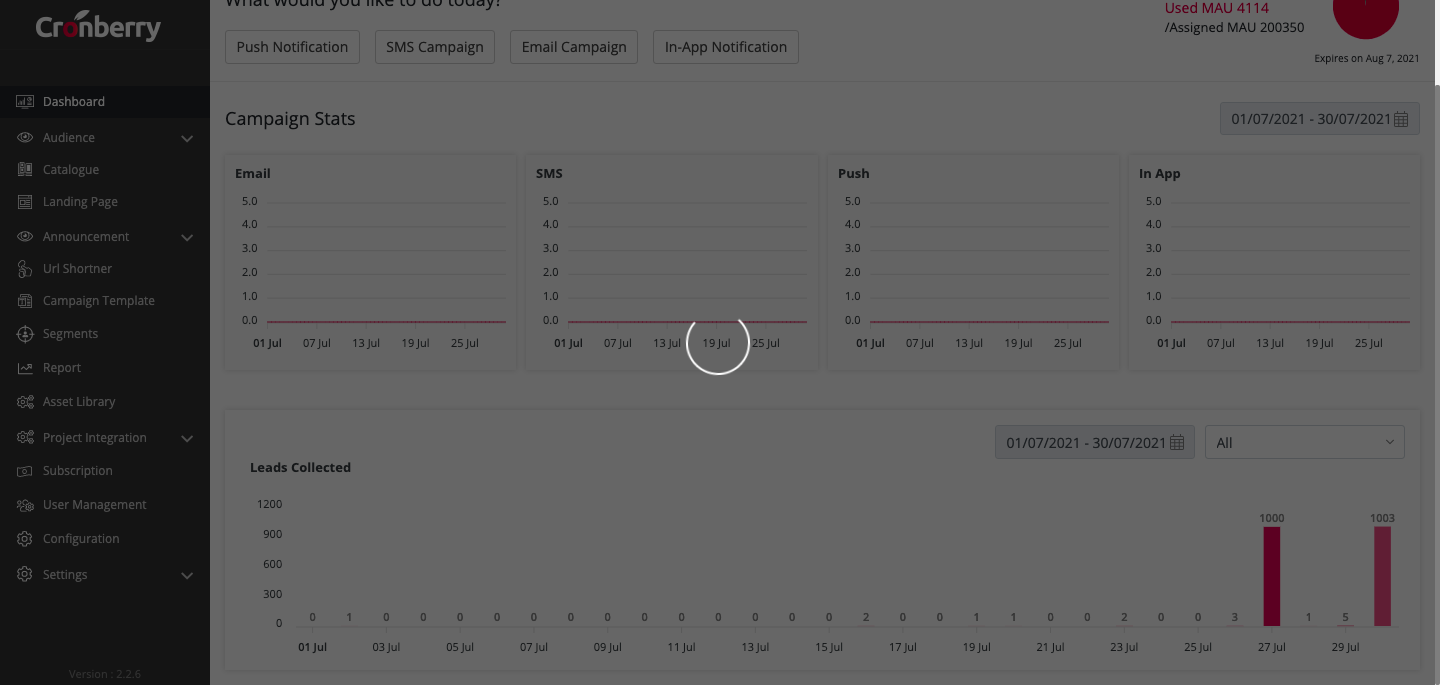 Cronberry
What would you like to do today?
Used MAU 4114
/Assigned MAU 200350
Expires on Aug 7, 2021
Push Notification
SMS Campaign
Email Campaign
In-App Notification
Dashboard
Audience
Catalogue
Landing Page
Announcement
Url Shortner
Campaign Template
Segments
Report
Asset Library
Project Integration
Subscription
User Management
Configuration
Settings
Version : 2.2.6
Campaign Stats
01/07/2021 - 30/07/2021
Email
5.0
4.0
3.0
2.0
1.0
0.0
01 Jul 07 Jul 13 Jul 19 Jul 25 Jul
SMS
5.0
4.0
3.0
2.0
1.0
0.0
01 Jul 07 Jul 13 Jul 19 Jul 25 Jul
Push
5.0
4.0
3.0
2.0
1.0
0.0
01 Jul 07 Jul 13 Jul 19 Jul 25 Jul
In App
5.0
4.0
3.0
2.0
1.0
0.0
01 Jul 07 Jul 13 Jul 19 Jul 25 Jul
01/07/2021 - 30/07/2021
All
Leads Collected
1200
900
600
300
0
0 1 0 0 0 0 0 0 0 0 0 0 0 0 0 2 0 0 1 1 0 0 2 0 0 3 1000 1 5 1003
01 Jul 03 Jul 05 Jul 07 Jul 09 Jul 11 Jul 13 Jul 15 Jul 17 Jul 19 Jul 21 Jul 23 Jul 25 Jul 27 Jul 29 Jul